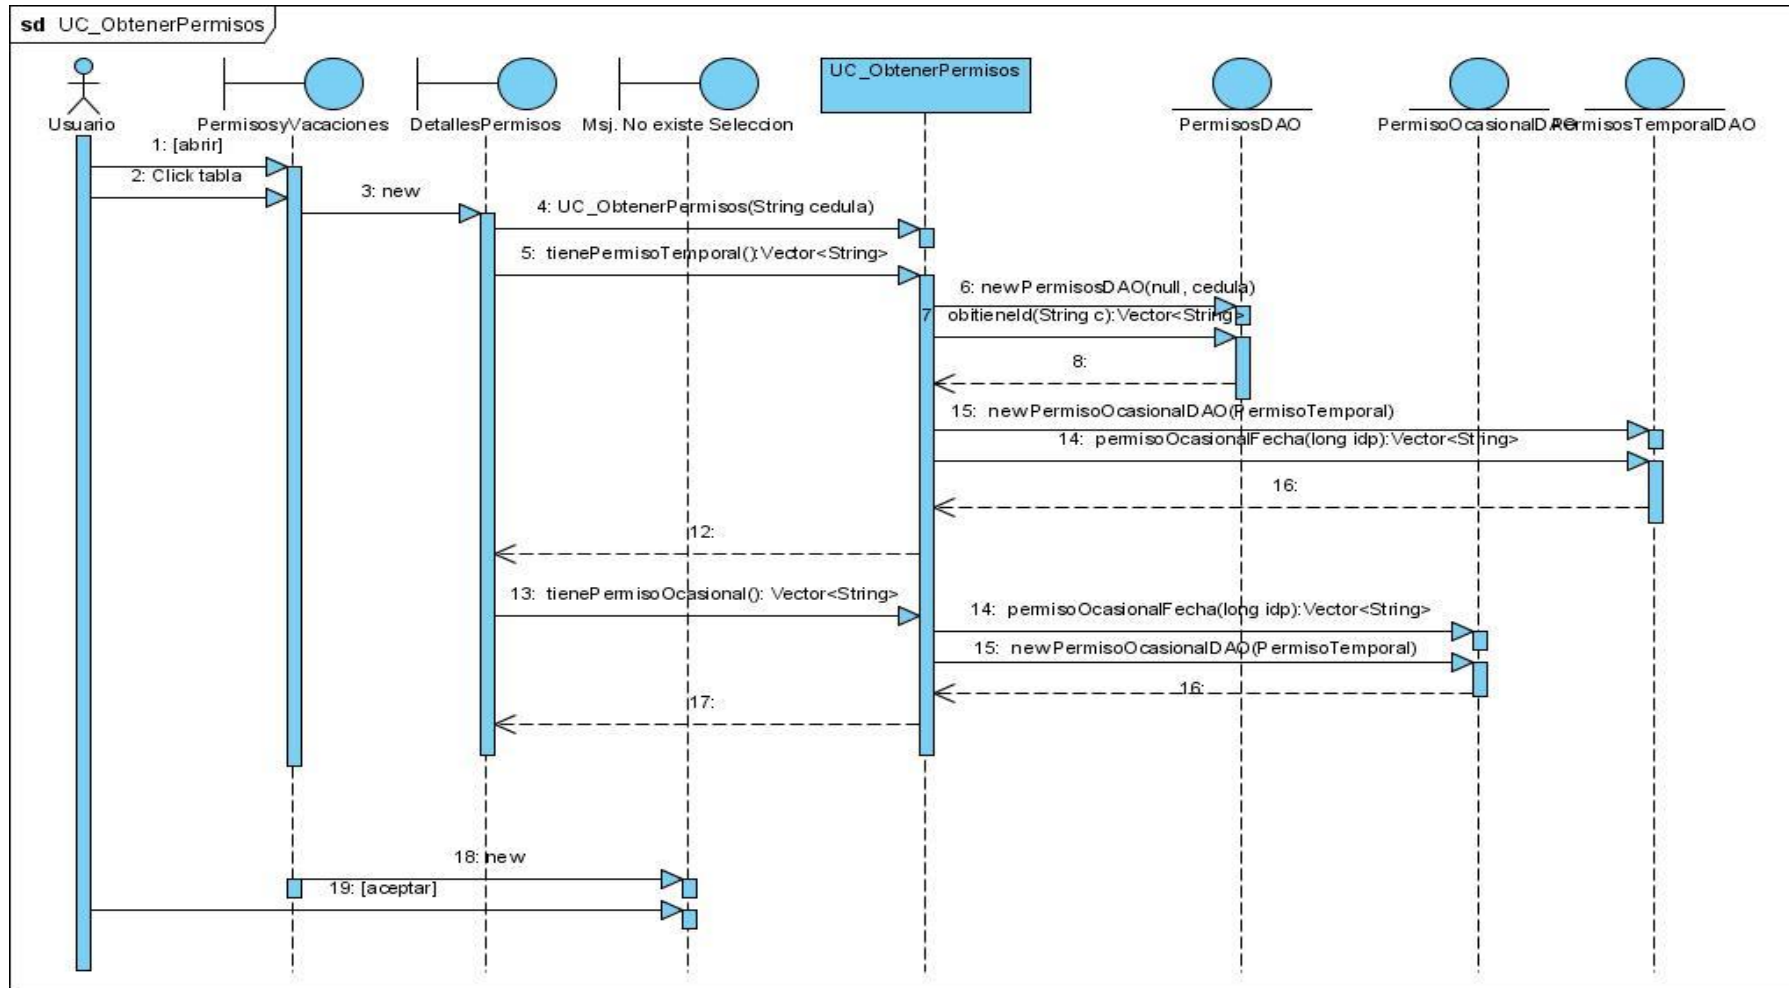 sd UC_ObtenerPermisos
UC_ObtenerPermisos
Usuario
PermisosyVacaciones
DetallesPermisos
Msj. No existe Seleccion
PermisosDAO
PermisoOcasionalDAO
PermisosTemporalDAO
1: [abrir]
2: Click tabla
3: new
4: UC_ObtenerPermisos(String cedula)
5: tienePermisoTemporal():Vector<String>
6: newPermisosDAO(null, cedula)
7 obitieneId(String c):Vector<String>
8:
15: newPermisoOcasionalDAO(PermisoTemporal)
14: permisoOcasionalFecha(long idp):Vector<String>
16:
12:
13: tienePermisoOcasional(): Vector<String>
14: permisoOcasionalFecha(long idp):Vector<String>
15: newPermisoOcasionalDAO(PermisoTemporal)
16:
17:
18: new
19: [aceptar]